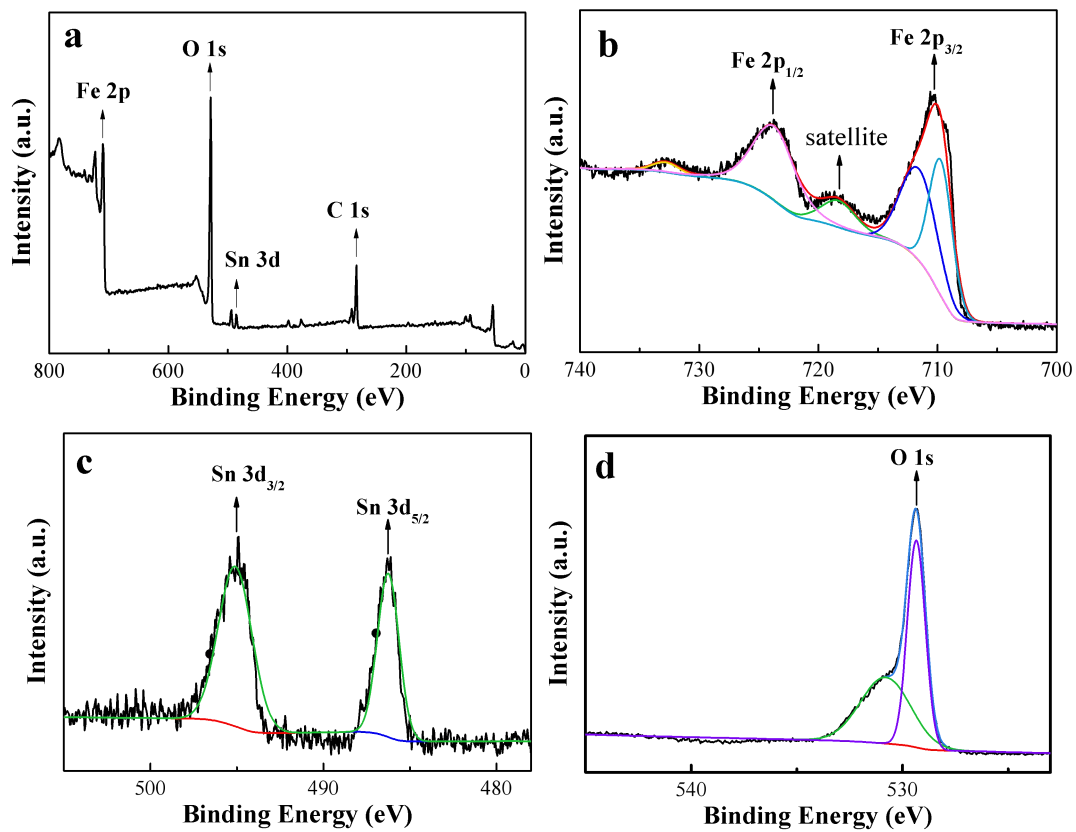 a
O 1s
Fe 2p
C 1s
Sn 3d
Intensity (a.u.)
800 600 400 200 0
Binding Energy (eV)
b
Fe 2p3/2
Fe 2p1/2
satellite
Intensity (a.u.)
740 730 720 710 700
Binding Energy (eV)
c
Sn 3d3/2
Sn 3d5/2
Intensity (a.u.)
500 490 480
Binding Energy (eV)
d
O 1s
Intensity (a.u.)
540 530
Binding Energy (eV)